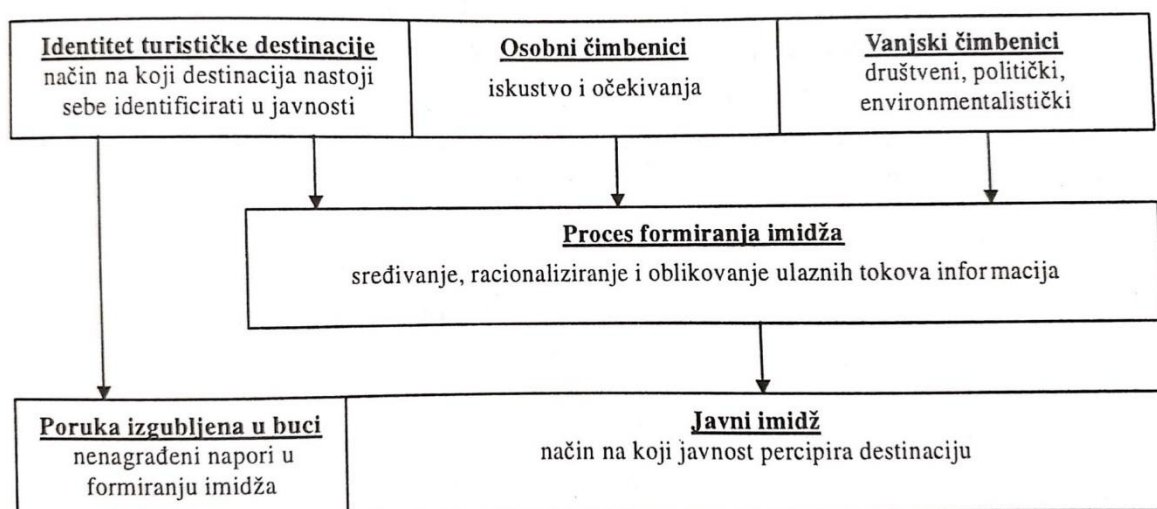 Identitet turističke destinacije
način na koji destinacija nastoji
sebe identificirati u javnosti
Osobni čimbenici
iskustvo i očekivanja
Vanjski čimbenici
društveni, politički,
environmentalistički
Proces formiranja imidža
sređivanje, racionaliziranje i oblikovanje ulaznih tokova informacija
Poruka izgubljena u buci
nenagrađeni napori u
formiranju imidža
Javni imidž
način na koji javnost percipira destinaciju